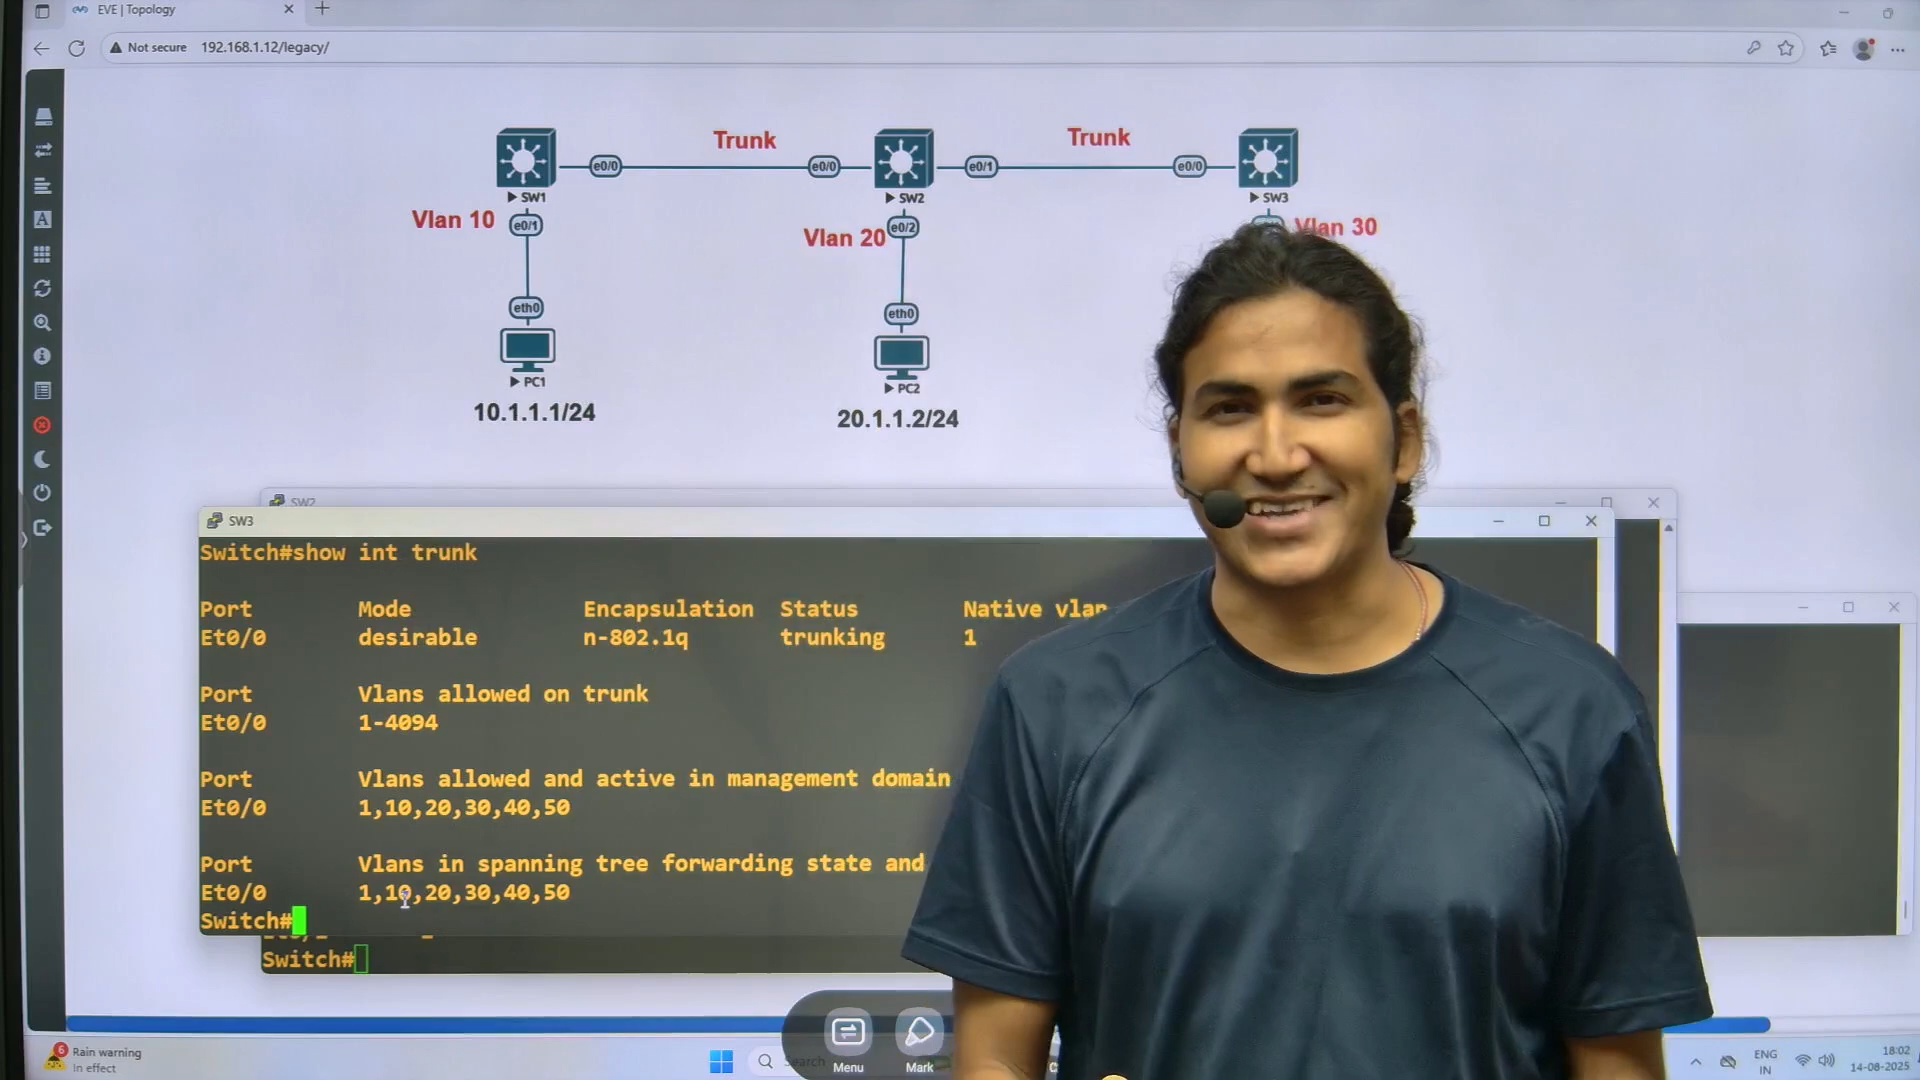 EVE | Topology
Not secure 192.168.1.12/legacy/
Trunk Trunk
e0/0 e0/0 e0/1 e0/0
SW1 SW2 SW3
Vlan 10 e0/1 Vlan 20 e0/2 Vlan 30
eth0 eth0
PC1 PC2
10.1.1.1/24 20.1.1.2/24
SW2
SW3
Switch#show int trunk
Port Mode Encapsulation Status Native vlan
Et0/0 desirable n-802.1q trunking 1
Port Vlans allowed on trunk
Et0/0 1-4094
Port Vlans allowed and active in management domain
Et0/0 1,10,20,30,40,50
Port Vlans in spanning tree forwarding state and
Et0/0 1,10,20,30,40,50
Switch#
Switch#
6 Rain warning
In effect
Search
Menu Mark
ENG
IN
18:02
14-08-2025